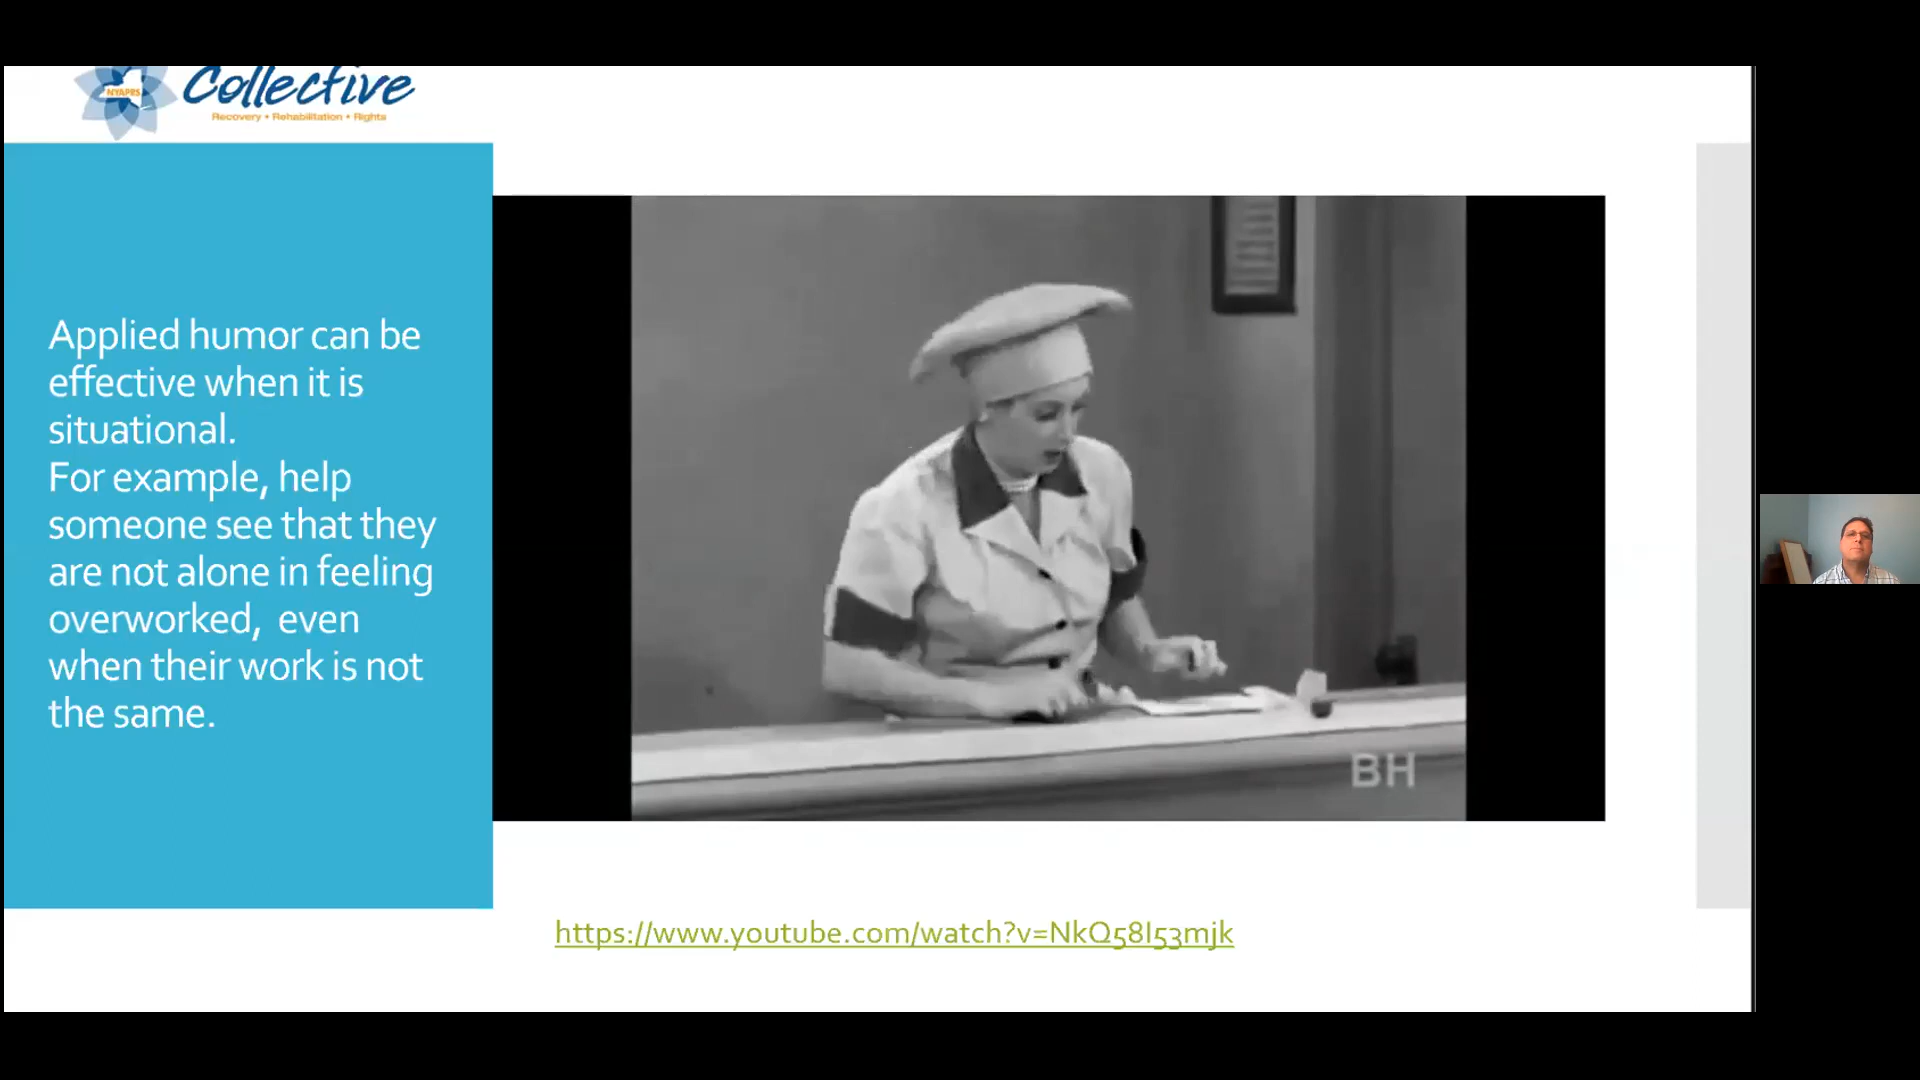 Collective
NYAPRS
Recovery • Rehabilitation • Rights
Applied humor can be
effective when it is
situational.
For example, help
someone see that they
are not alone in feeling
overworked,  even
when their work is not
the same.
BH
https://www.youtube.com/watch?v=NkQ58I53mjk